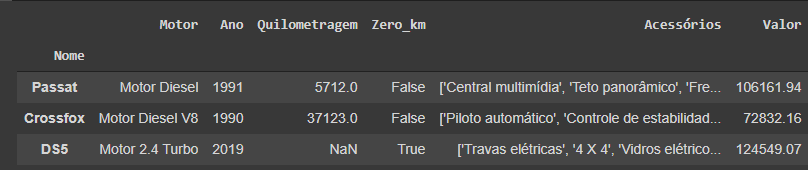 Motor Ano Quilometragem Zero_km Acessórios Valor
Nome
Passat Motor Diesel 1991 5712.0 False ['Central multimídia', 'Teto panorâmico', 'Fre... 106161.94
Crossfox Motor Diesel V8 1990 37123.0 False ['Piloto automático', 'Controle de estabilidad... 72832.16
DS5 Motor 2.4 Turbo 2019 NaN True ['Travas elétricas', '4 X 4', 'Vidros elétrico... 124549.07